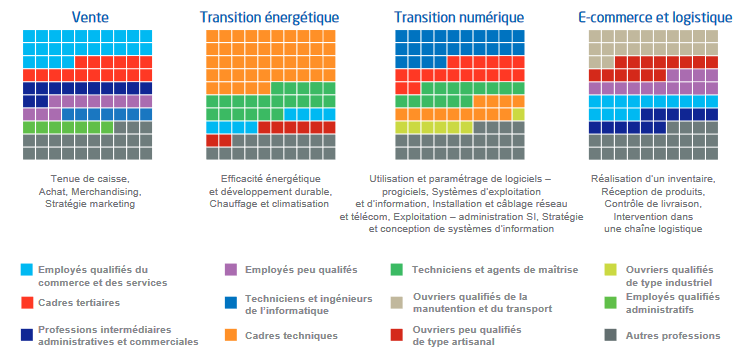 Vente
Transition énergétique
Transition numérique
E-commerce et logistique
Tenue de caisse,
Achat, Merchandising,
Stratégie marketing
Efficacité énergétique
et développement durable,
Chauffage et climatisation
Utilisation et paramétrage de logiciels –
progiciels, Systèmes d'exploitation
et d'information, Installation et câblage réseau
et télécom, Exploitation – administration SI, Stratégie
et conception de systèmes d'information
Réalisation d'un inventaire,
Réception de produits,
Contrôle de livraison,
Intervention dans
une chaîne logistique
Employés qualifiés du
commerce et des services
Cadres tertiaires
Professions intermédiaires
administratives et commerciales
Employés peu qualifés
Techniciens et ingénieurs
de l'informatique
Cadres techniques
Techniciens et agents de maîtrise
Ouvriers qualifiés de la
manutention et du transport
Ouvriers peu qualifiés
de type artisanal
Ouvriers qualifiés
de type industriel
Employés qualifiés
administratifs
Autres professions